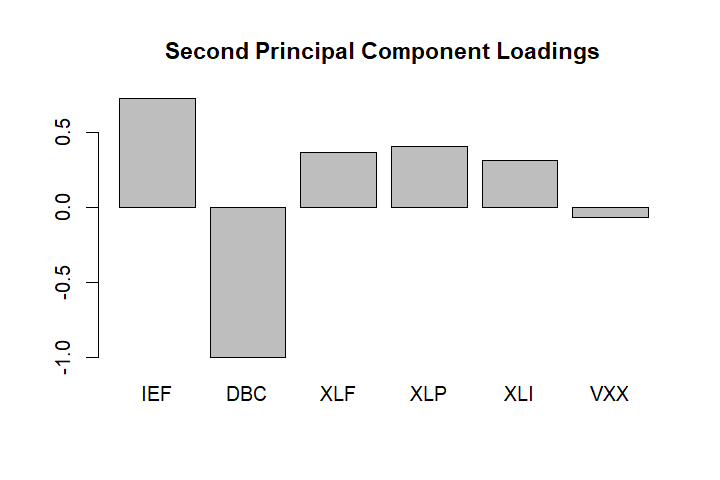 Second Principal Component Loadings
0.5
0.0
-0.5
-1.0
IEF DBC XLF XLP XLI VXX